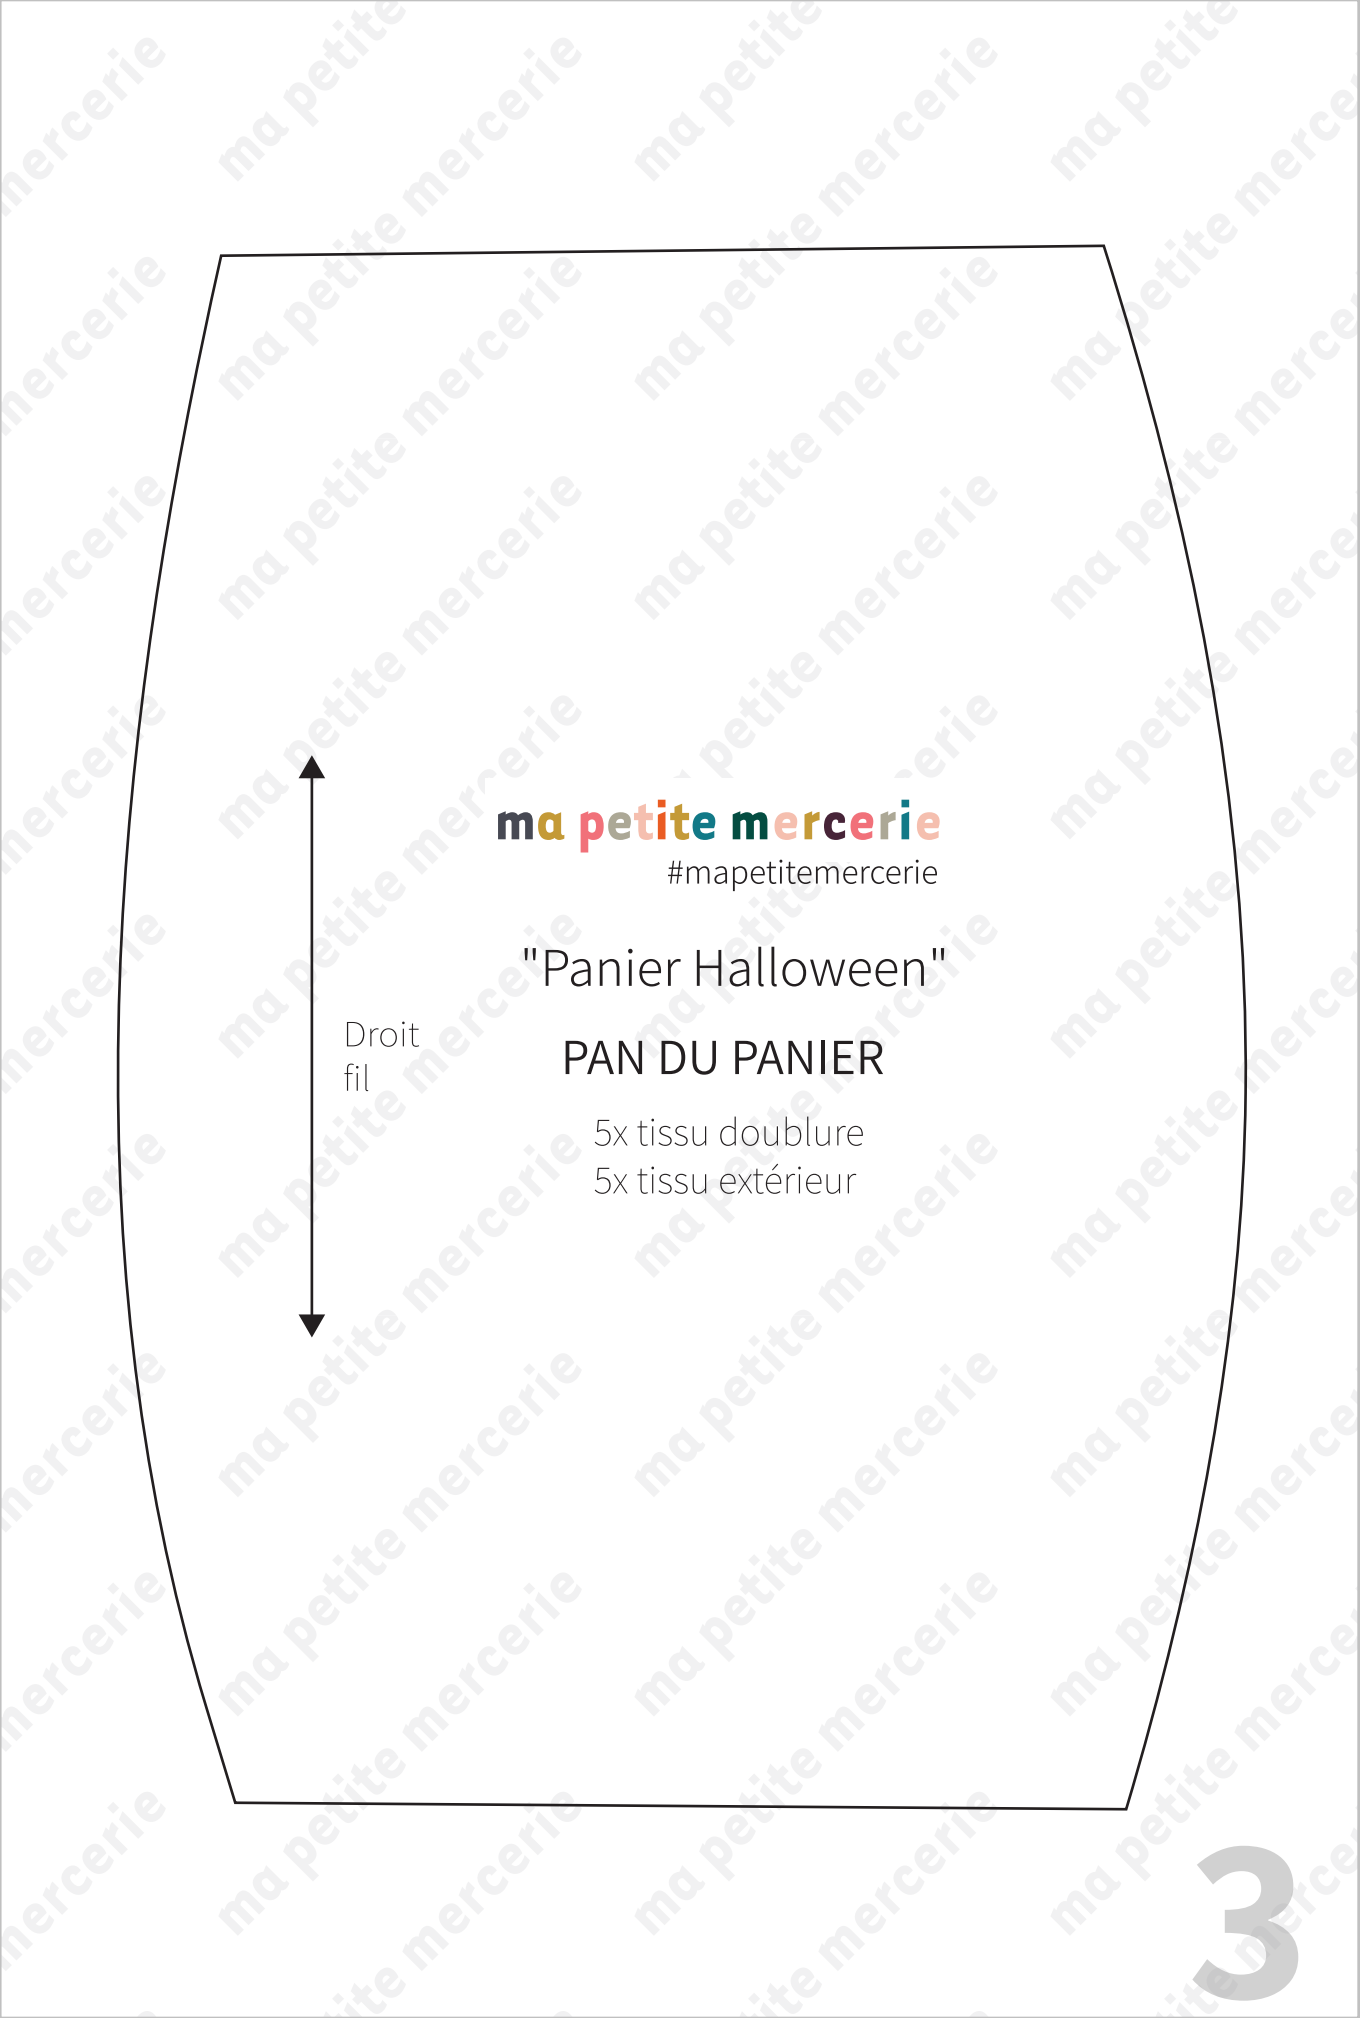 ma petite mercerie
#mapetitemercerie
"Panier Halloween"
PAN DU PANIER
5x tissu doublure
5x tissu extérieur
Droit
fil
3